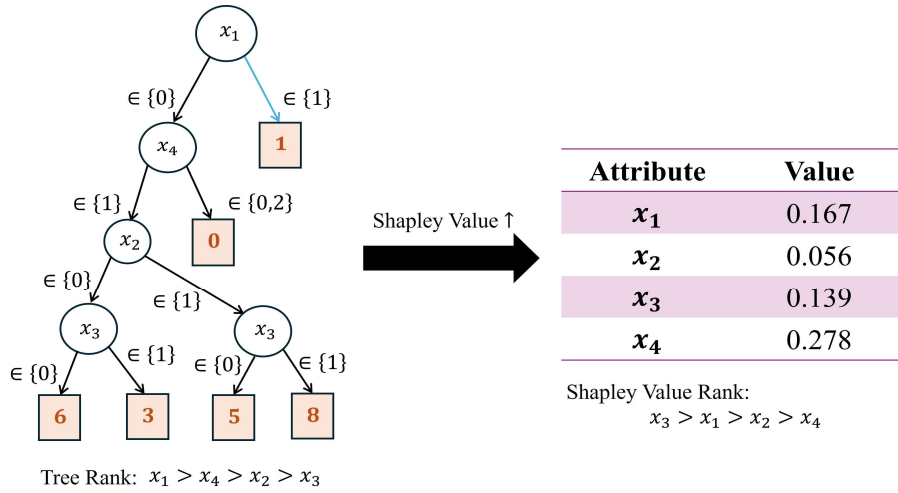 x₁
∈ {0}
∈ {1}
x₄
1
∈ {1}
∈ {0,2}
x₂
0
∈ {0}
∈ {1}
x₃
x₃
∈ {0}
∈ {1}
∈ {0}
∈ {1}
6
3
5
8
Tree Rank: x₁ > x₄ > x₂ > x₃
Shapley Value ↑
Attribute Value
x₁ 0.167
x₂ 0.056
x₃ 0.139
x₄ 0.278
Shapley Value Rank:
x₃ > x₁ > x₂ > x₄